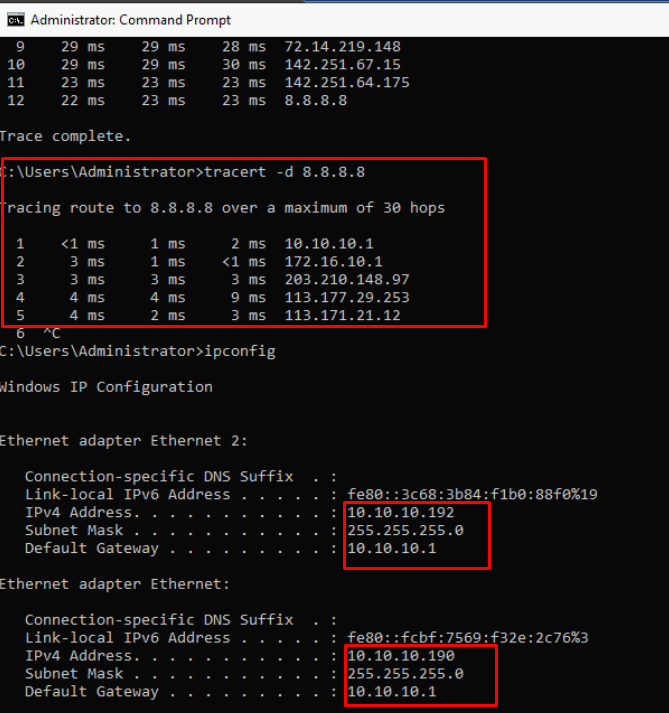 Administrator: Command Prompt
9 29 ms 29 ms 28 ms 72.14.219.148
10 29 ms 29 ms 30 ms 142.251.67.15
11 23 ms 23 ms 23 ms 142.251.64.175
12 22 ms 23 ms 23 ms 8.8.8.8
Trace complete.
C:\Users\Administrator>tracert -d 8.8.8.8
Tracing route to 8.8.8.8 over a maximum of 30 hops
1 <1 ms 1 ms 2 ms 10.10.10.1
2 3 ms 1 ms <1 ms 172.16.10.1
3 3 ms 3 ms 3 ms 203.210.148.97
4 4 ms 4 ms 9 ms 113.177.29.253
5 4 ms 2 ms 3 ms 113.171.21.12
6 ^C
C:\Users\Administrator>ipconfig
Windows IP Configuration
Ethernet adapter Ethernet 2:
Connection-specific DNS Suffix . :
Link-local IPv6 Address . . . . . : fe80::3c68:3b84:f1b0:88f0%19
IPv4 Address. . . . . . . . . . . : 10.10.10.192
Subnet Mask . . . . . . . . . . . : 255.255.255.0
Default Gateway . . . . . . . . . : 10.10.10.1
Ethernet adapter Ethernet:
Connection-specific DNS Suffix . :
Link-local IPv6 Address . . . . . : fe80::fcbf:7569:f32e:2c76%3
IPv4 Address. . . . . . . . . . . : 10.10.10.190
Subnet Mask . . . . . . . . . . . : 255.255.255.0
Default Gateway . . . . . . . . . : 10.10.10.1